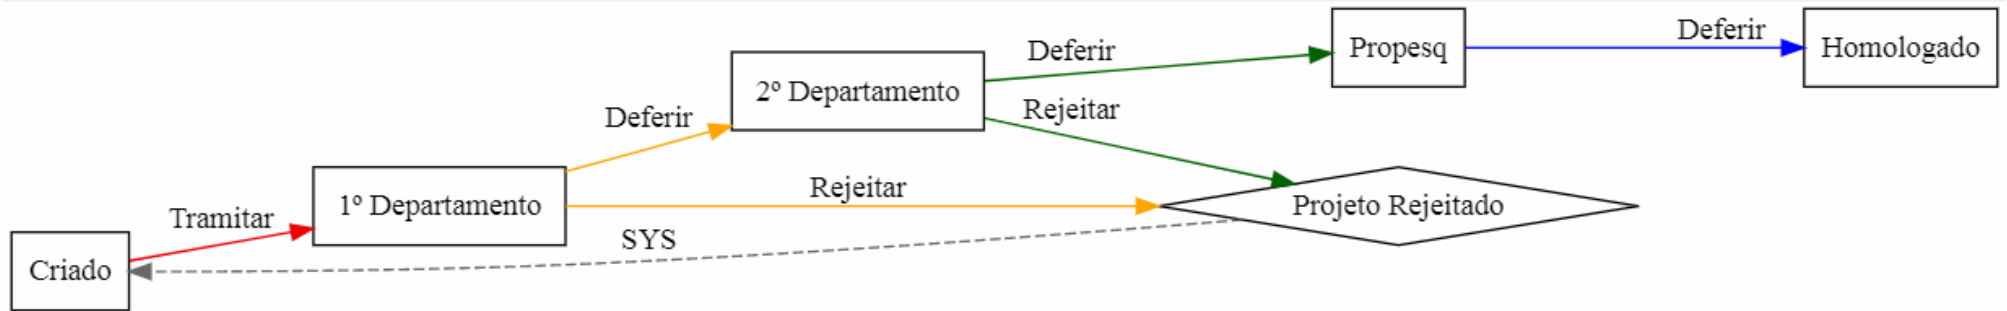 Deferir
Propesq
Homologado
Deferir
2º Departamento
Rejeitar
Deferir
Rejeitar
1º Departamento
Projeto Rejeitado
Tramitar
SYS
Criado